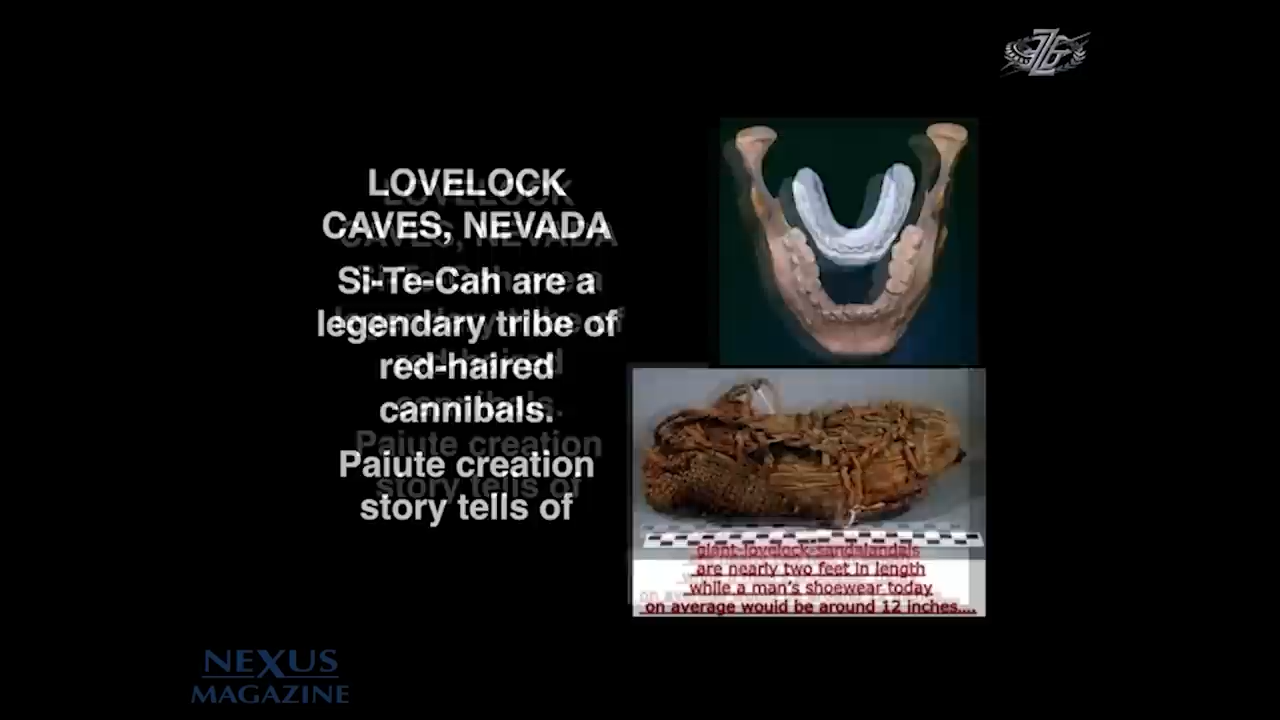 LOVELOCK
CAVES, NEVADA
Si-Te-Cah are a
legendary tribe of
red-haired
cannibals.
Paiute creation
story tells of
giant-lovelock-sandalandals
are nearly two feet in length
while a man's shoewear today
on average would be around 12 inches....
NEXUS
MAGAZINE